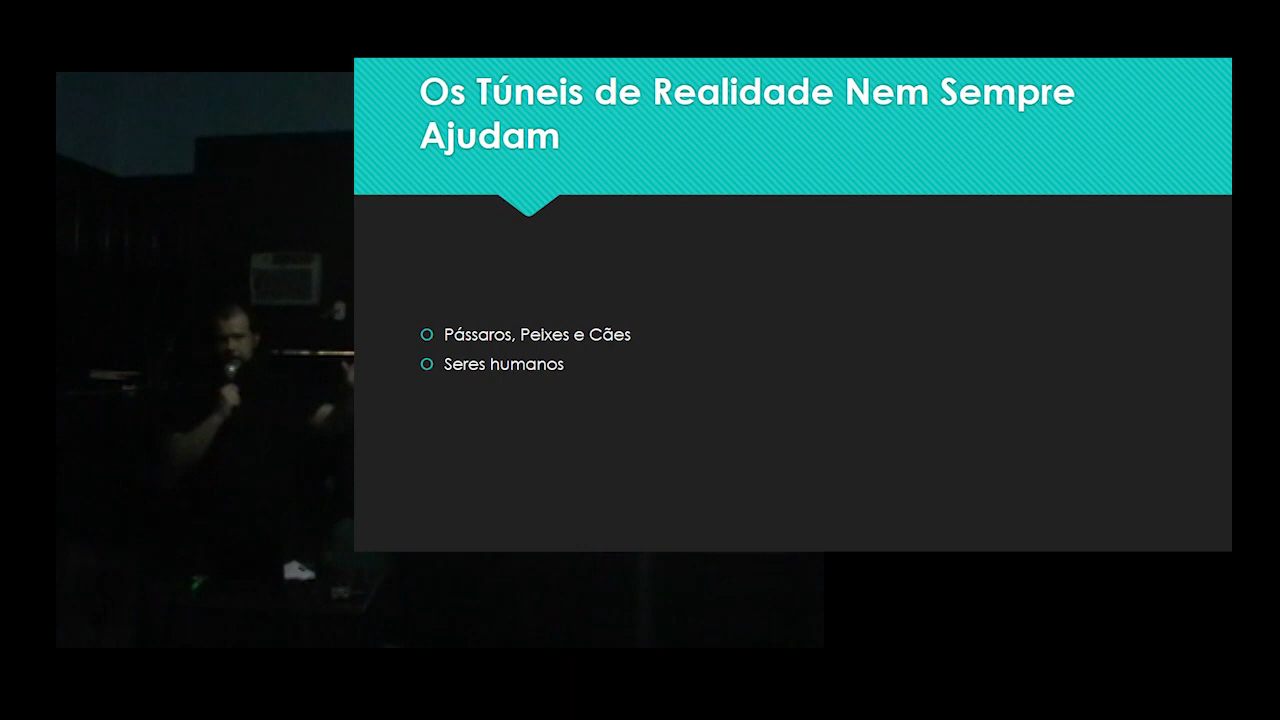 Os Túneis de Realidade Nem Sempre
Ajudam
Pássaros, Peixes e Cães
Seres humanos